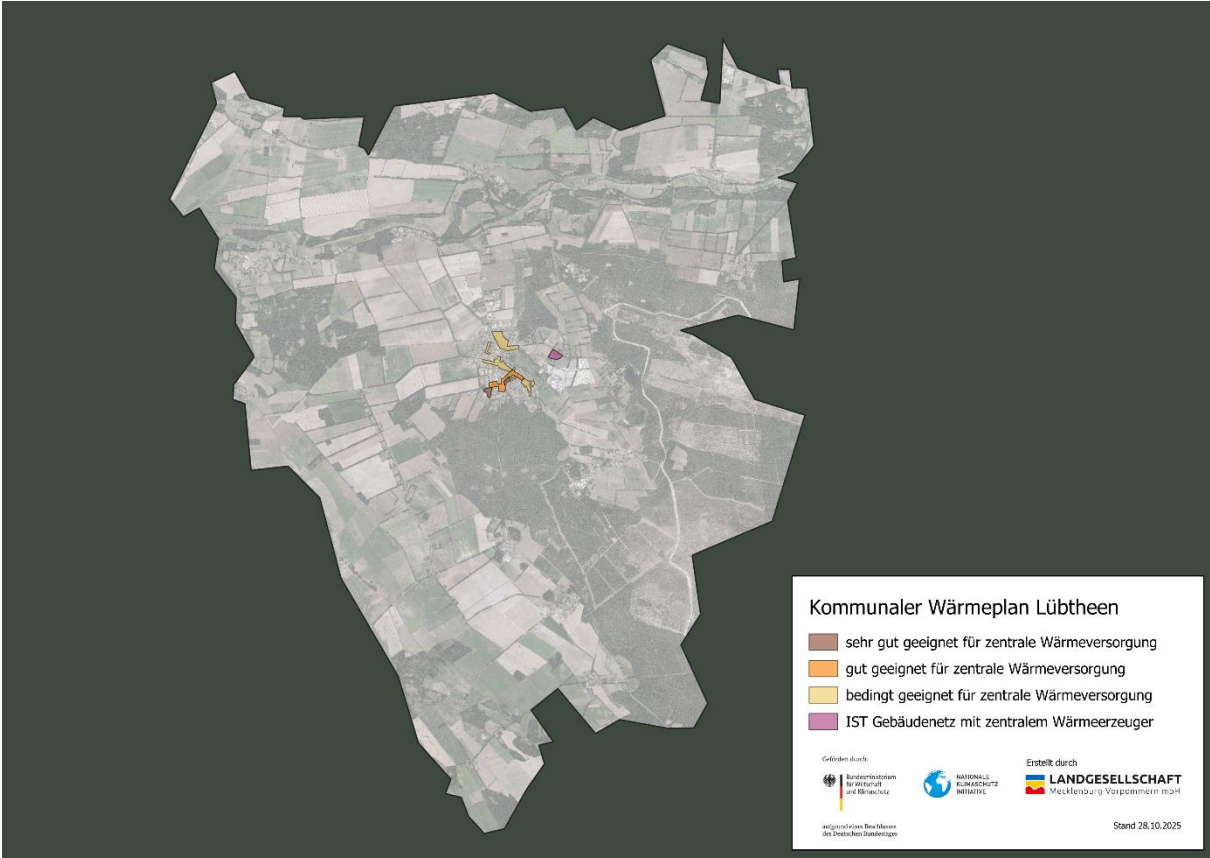 Kommunaler Wärmeplan Lübtheen
sehr gut geeignet für zentrale Wärmeversorgung
gut geeignet für zentrale Wärmeversorgung
bedingt geeignet für zentrale Wärmeversorgung
IST Gebäudenetz mit zentralem Wärmeerzeuger
Gefördert durch:
Bundesministerium
für Wirtschaft
und Klimaschutz
aufgrund eines Beschlusses
des Deutschen Bundestages
NATIONALE
KLIMASCHUTZ
INITIATIVE
Erstellt durch
LANDGESELLSCHAFT
Mecklenburg-Vorpommern mbH
Stand 28.10.2025